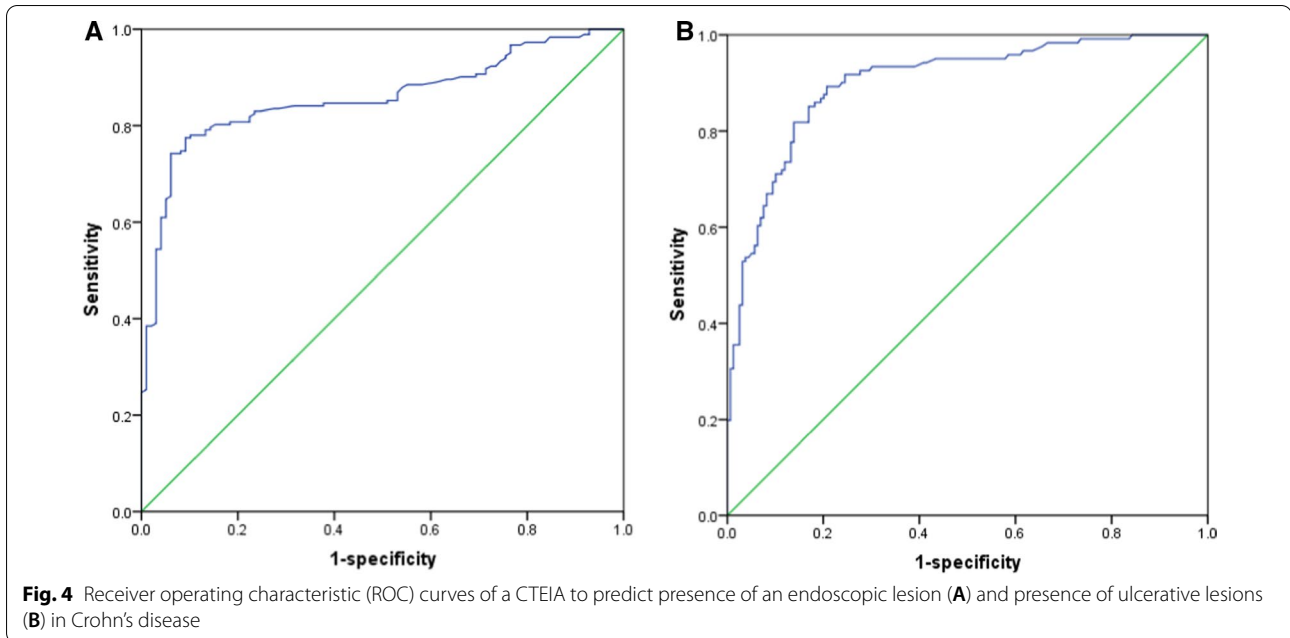 A
1.0
0.8
0.6
0.4
0.2
0.0
Sensitivity
0.0 0.2 0.4 0.6 0.8 1.0
1-specificity
B
1.0
0.8
0.6
0.4
0.2
0.0
Sensitivity
0.0 0.2 0.4 0.6 0.8 1.0
1-specificity
Fig. 4 Receiver operating characteristic (ROC) curves of a CTEIA to predict presence of an endoscopic lesion (A) and presence of ulcerative lesions
(B) in Crohn’s disease